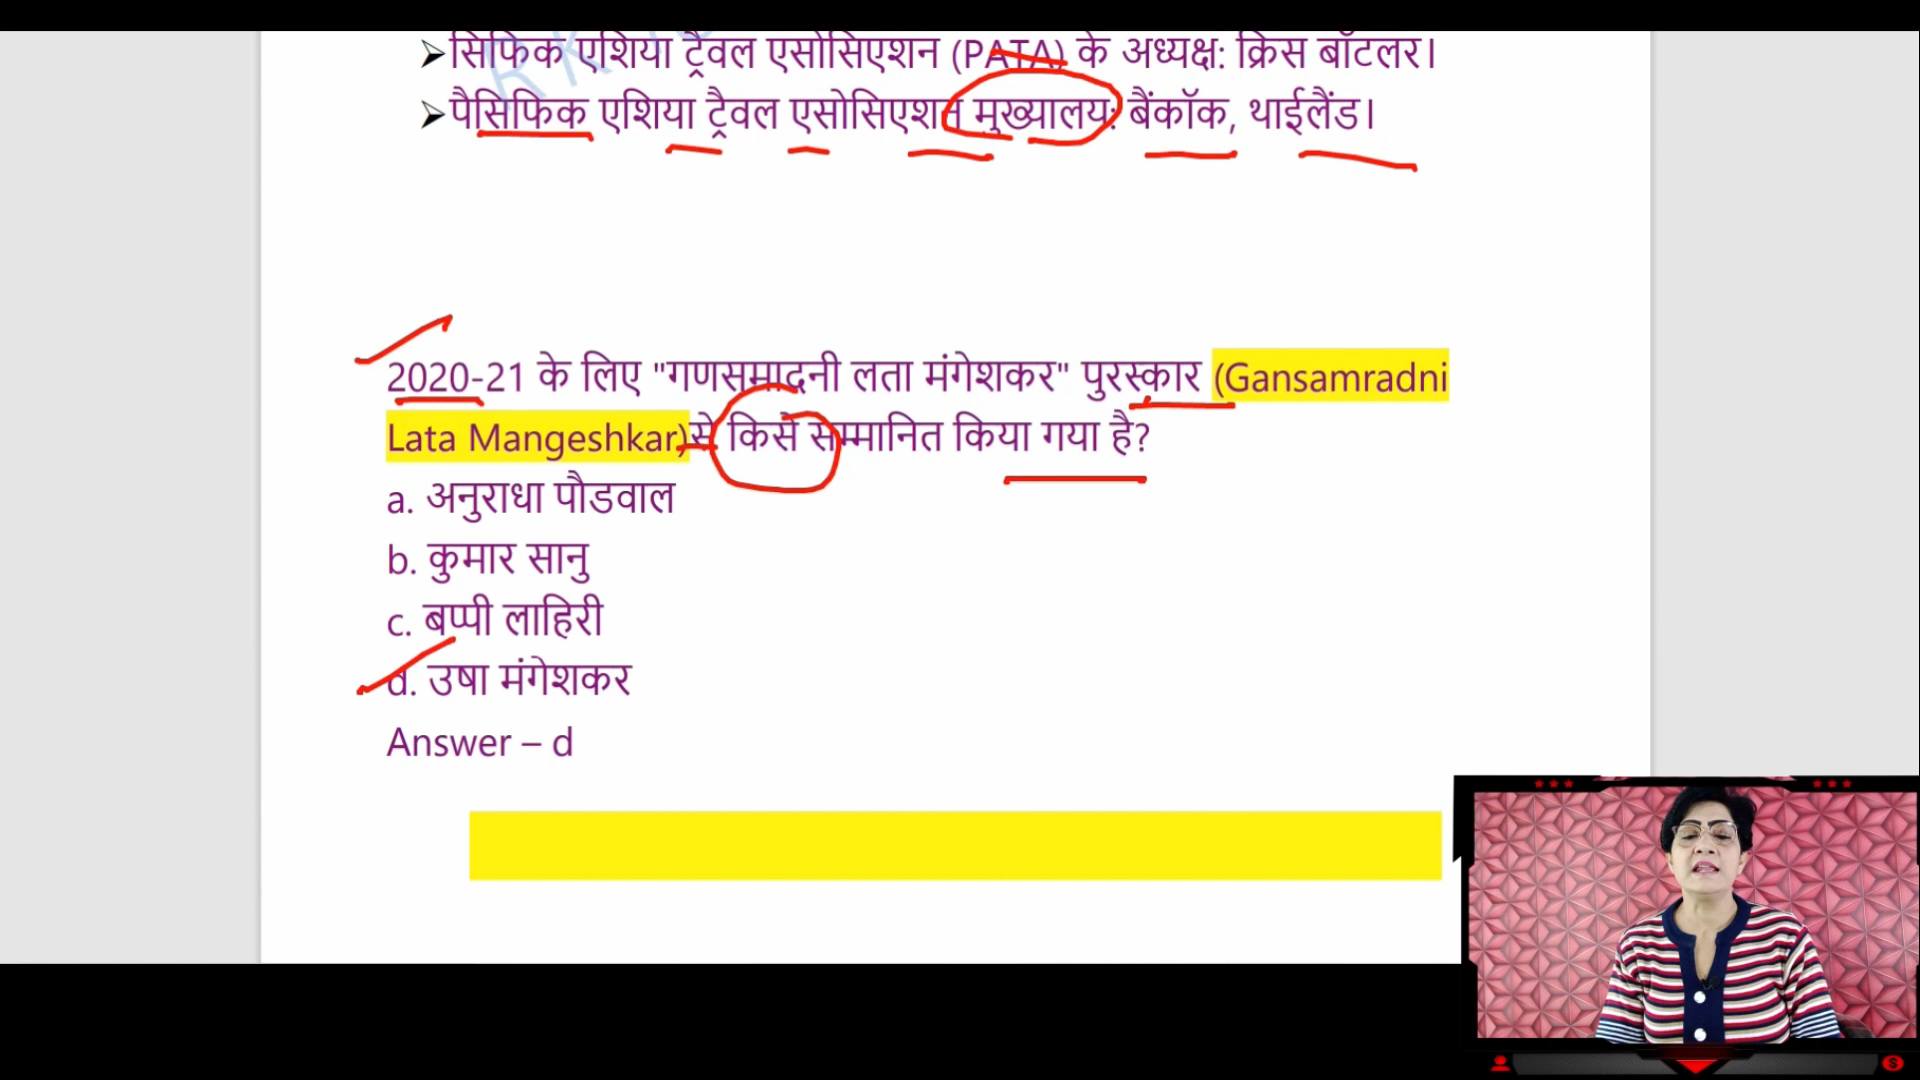 सिफिक एशिया ट्रैवल एसोसिएशन (PATA) के अध्यक्ष: क्रिस बॉटलर।
पैसिफिक एशिया ट्रैवल एसोसिएशन मुख्यालय: बैंकॉक, थाईलैंड।
2020-21 के लिए "गणसमादनी लता मंगेशकर" पुरस्कार (Gansamradni
Lata Mangeshkar)से किसे सम्मानित किया गया है?
a. अनुराधा पौडवाल
b. कुमार सानु
c. बप्पी लाहिरी
d. उषा मंगेशकर
Answer – d